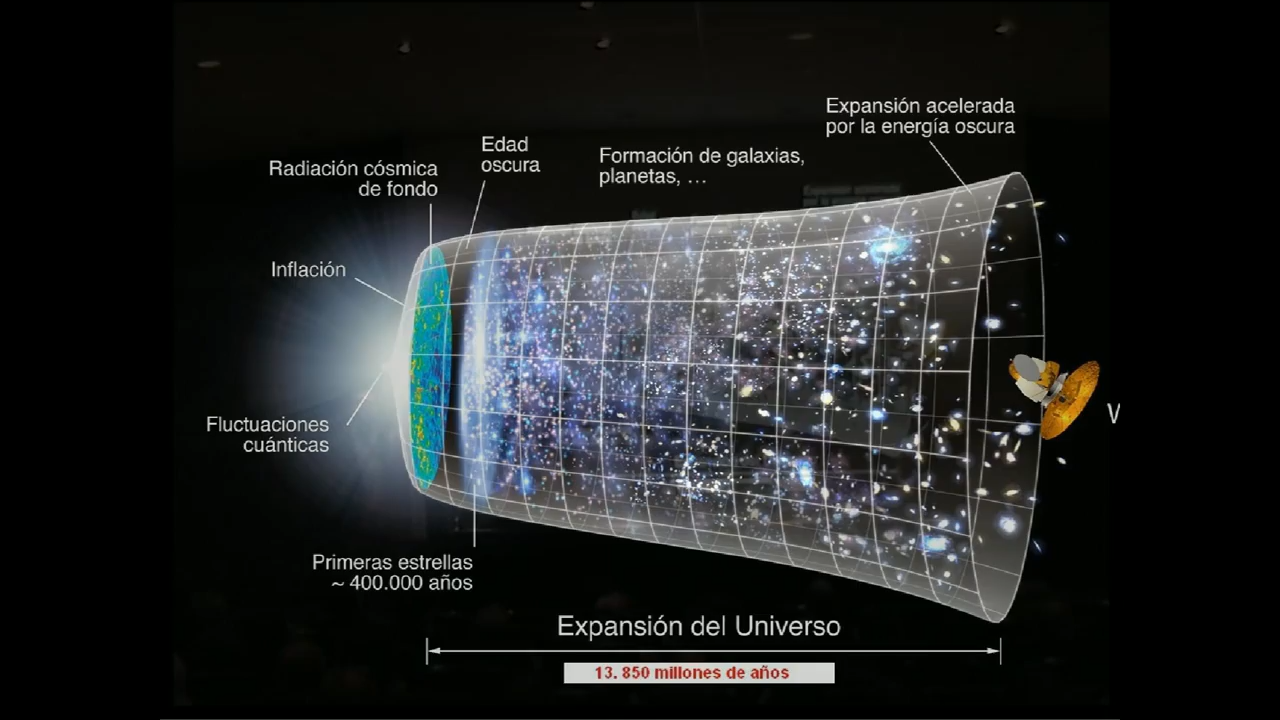 Expansión acelerada
por la energía oscura
Edad
oscura
Formación de galaxias,
planetas, …
Radiación cósmica
de fondo
Inflación
Fluctuaciones
cuánticas
Primeras estrellas
~ 400.000 años
Expansión del Universo
13. 850 millones de años